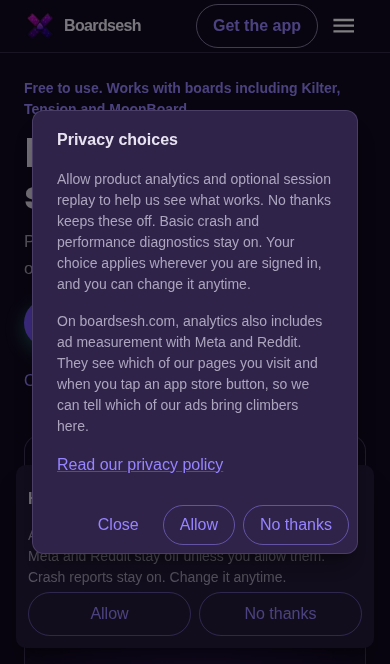 Boardsesh
Get the app
Free to use. Works with boards including Kilter,
Tension and MoonBoard
Privacy choices
Allow product analytics and optional session
replay to help us see what works. No thanks
keeps these off. Basic crash and
performance diagnostics stay on. Your
choice applies wherever you are signed in,
and you can change it anytime.
On boardsesh.com, analytics also includes
ad measurement with Meta and Reddit.
They see which of our pages you visit and
when you tap an app store button, so we
can tell which of our ads bring climbers
here.
Read our privacy policy
Close
Allow
No thanks
Meta and Reddit stay off unless you allow them.
Crash reports stay on. Change it anytime.
Allow
No thanks